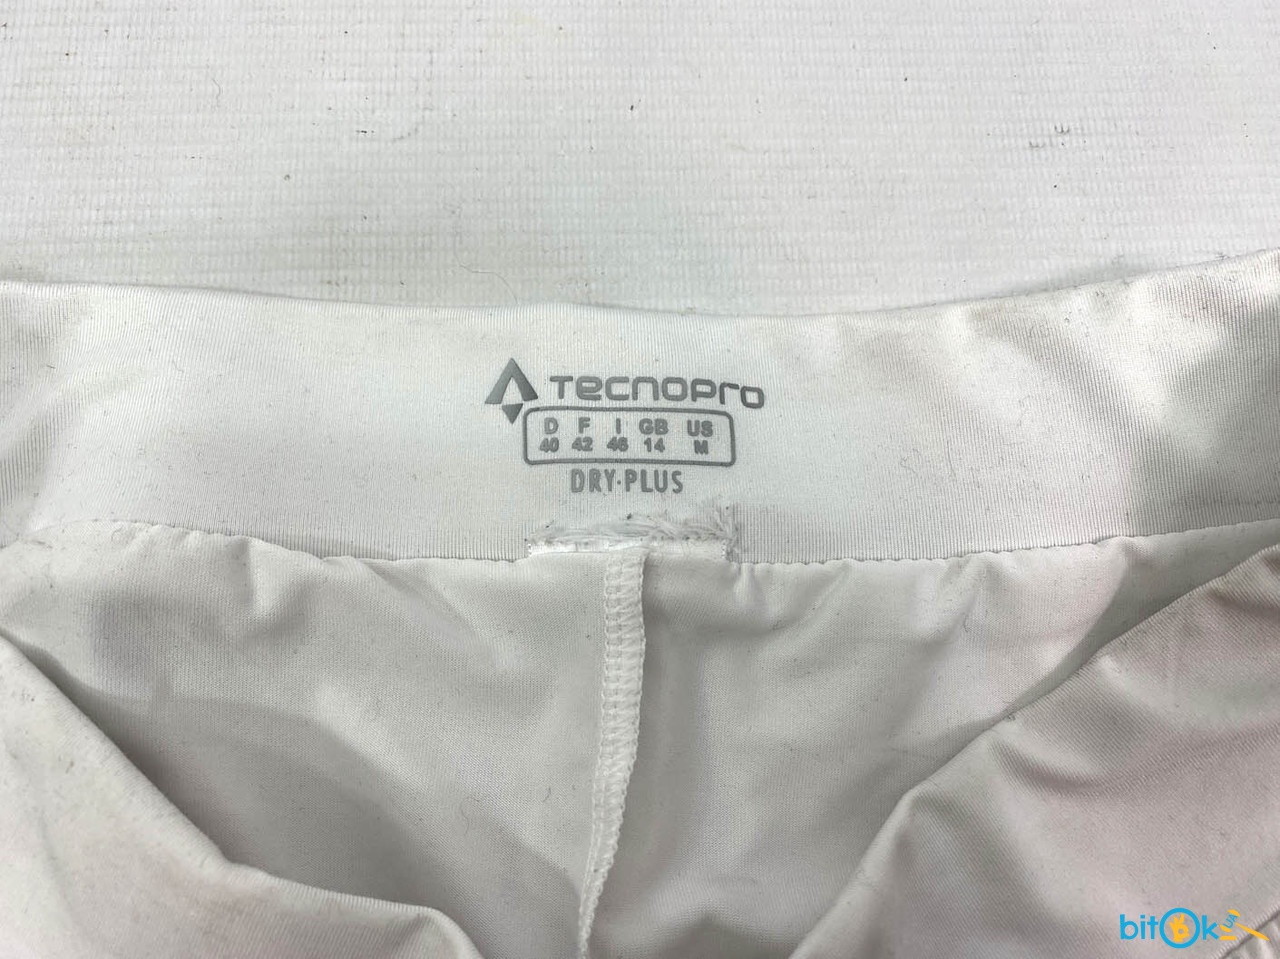 TECNOPRO
D F I GB US
40 42 46 14 M
DRY·PLUS
bitok